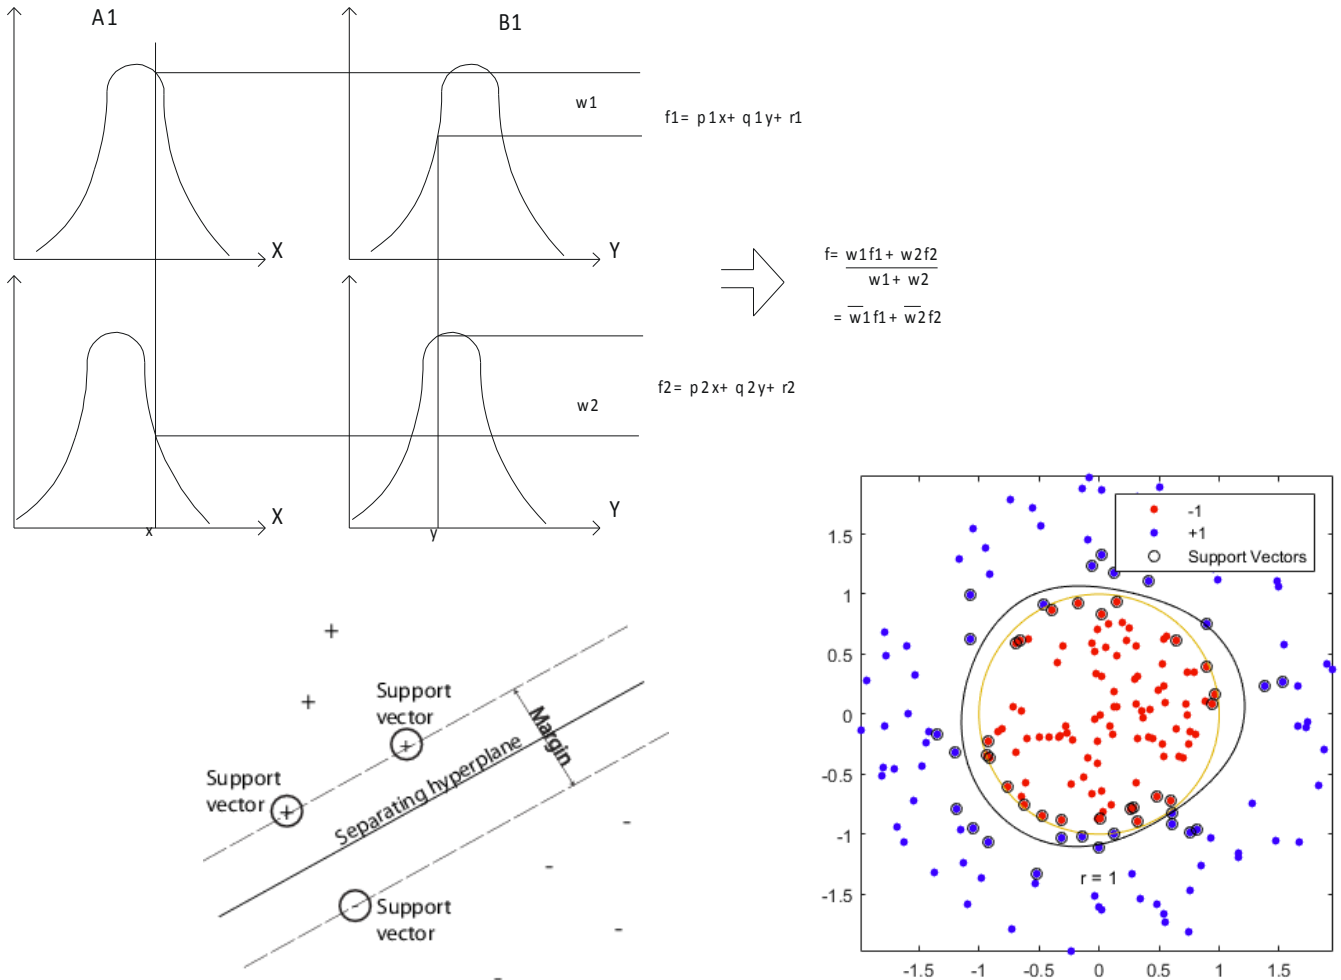 A1
B1
w1
f1= p1x+ q1y+ r1
X
Y
f= w1f1+ w2f2
w1+ w2
= w1f1+ w2f2
w2
f2= p2x+ q2y+ r2
X
Y
x
y
+
+
Support
vector
+
Support
vector
+
Margin
Separating hyperplane
-
-
-
Support
vector
-
-
-1
+1
Support Vectors
1.5
1
0.5
0
-0.5
-1
-1.5
r = 1
-1.5
-1
-0.5
0
0.5
1
1.5